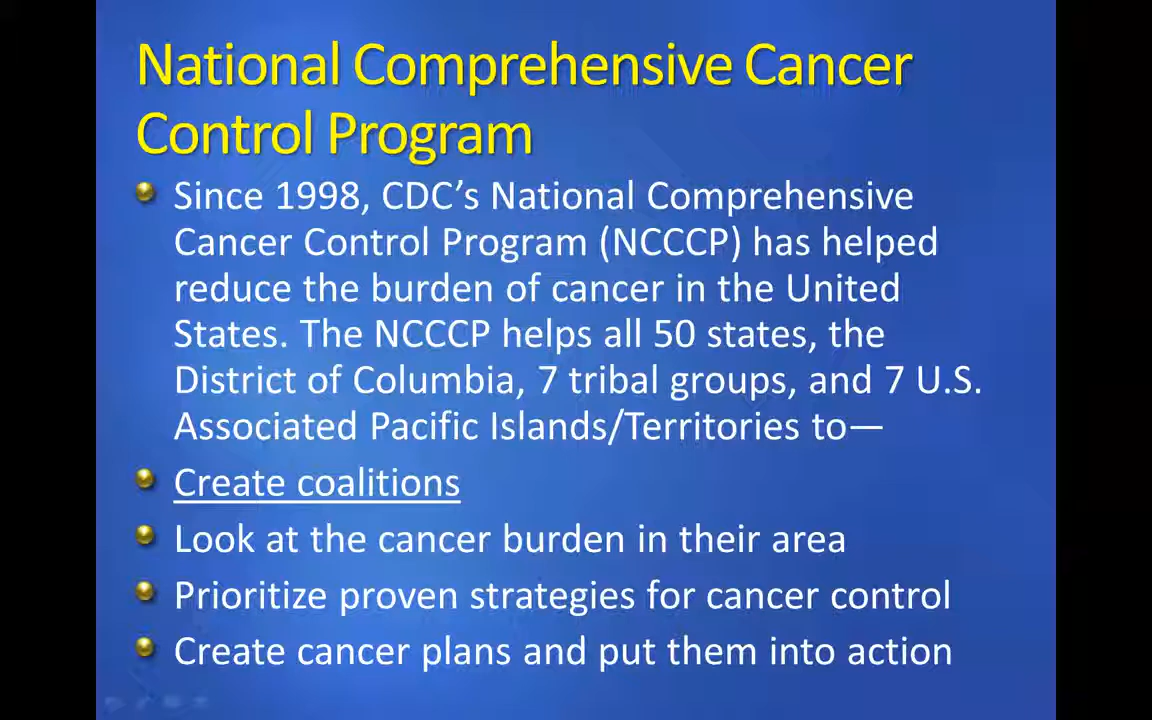 National Comprehensive Cancer
Control Program
Since 1998, CDC’s National Comprehensive
Cancer Control Program (NCCCP) has helped
reduce the burden of cancer in the United
States. The NCCCP helps all 50 states, the
District of Columbia, 7 tribal groups, and 7 U.S.
Associated Pacific Islands/Territories to—
Create coalitions
Look at the cancer burden in their area
Prioritize proven strategies for cancer control
Create cancer plans and put them into action